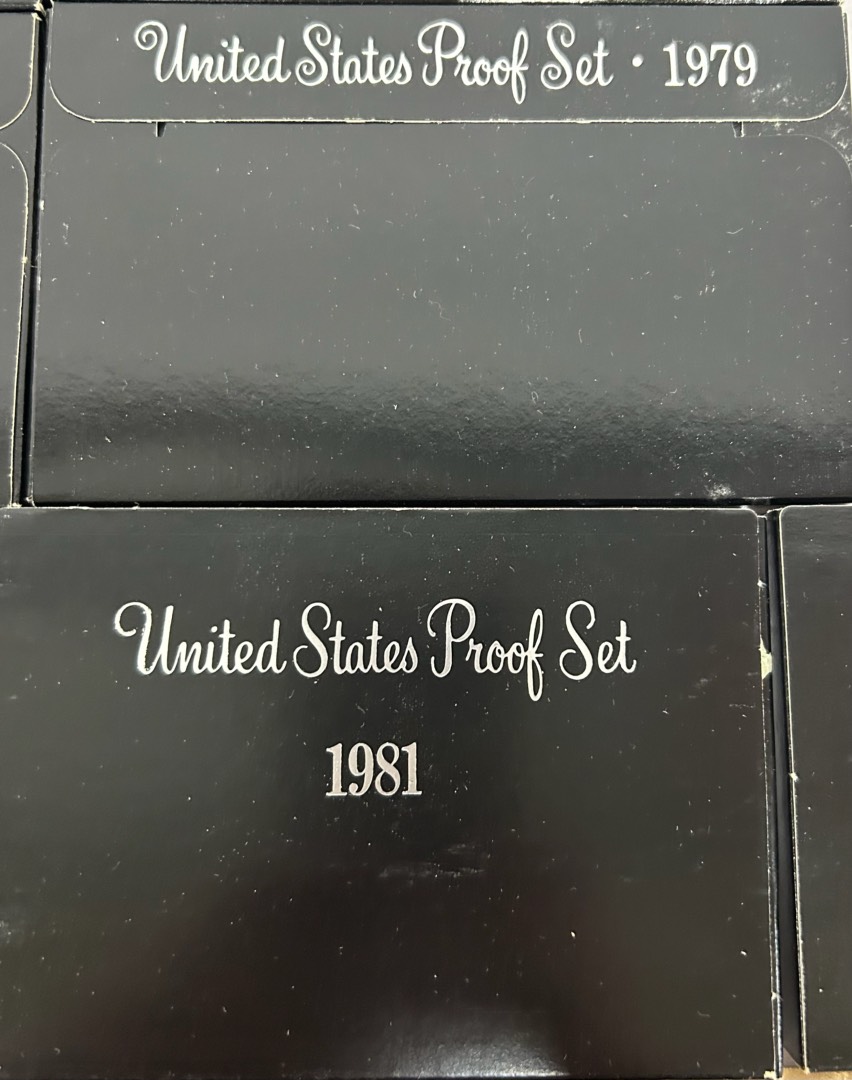 United States Proof Set • 1979
United States Proof Set
1981